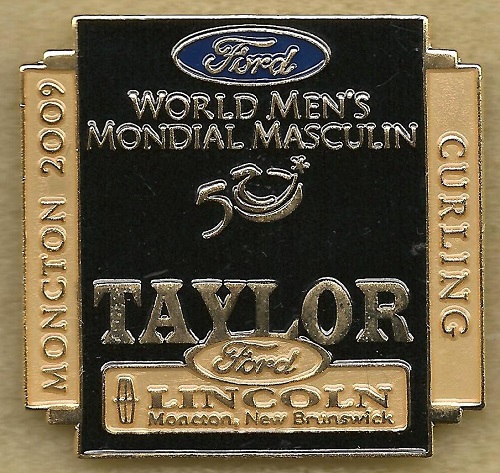 Ford
WORLD MEN'S
MONDIAL MASCULIN
50
MONCTON 2009
CURLING
TAYLOR
Ford
LINCOLN
Moncton, New Brunswick